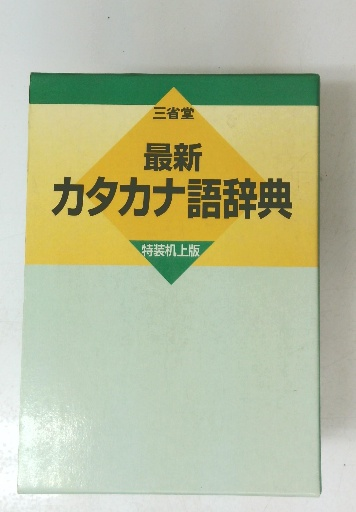 三省堂
最新
カタカナ語辞典
特装机上版